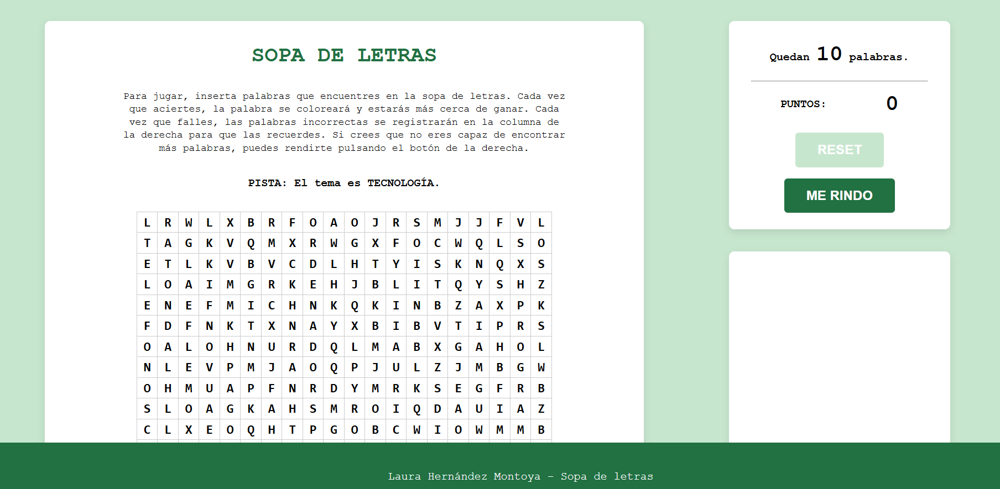 SOPA DE LETRAS
Para jugar, inserta palabras que encuentres en la sopa de letras. Cada vez
que aciertes, la palabra se coloreará y estarás más cerca de ganar. Cada
vez que falles, las palabras incorrectas se registrarán en la columna de
la derecha para que las recuerdes. Si crees que no eres capaz de encontrar
más palabras, puedes rendirte pulsando el botón de la derecha.
PISTA: El tema es TECNOLOGÍA.
L R W L X B R F O A O J R S M J J F V L
T A G K V Q M X R W G X F O C W Q L S O
E T L K V B V C D L H T Y I S K N Q X S
L O A I M G R K E H J B L I T Q Y S H Z
E N E F M I C H N K Q K I N B Z A X P K
F D F N K T X N A Y X B I B V T I P R S
O A L O H N U R D Q L M A B X G A H O L
N L E V P M J A O Q P J U L Z J M B G W
O H M U A P F N R D Y M R K S E G F R B
S L O A G K A H S M R O I Q D A U I A Z
C L X E O Q H T P G O B C W I O W M M B
Quedan 10 palabras.
PUNTOS: 0
RESET
ME RINDO
Laura Hernández Montoya - Sopa de letras